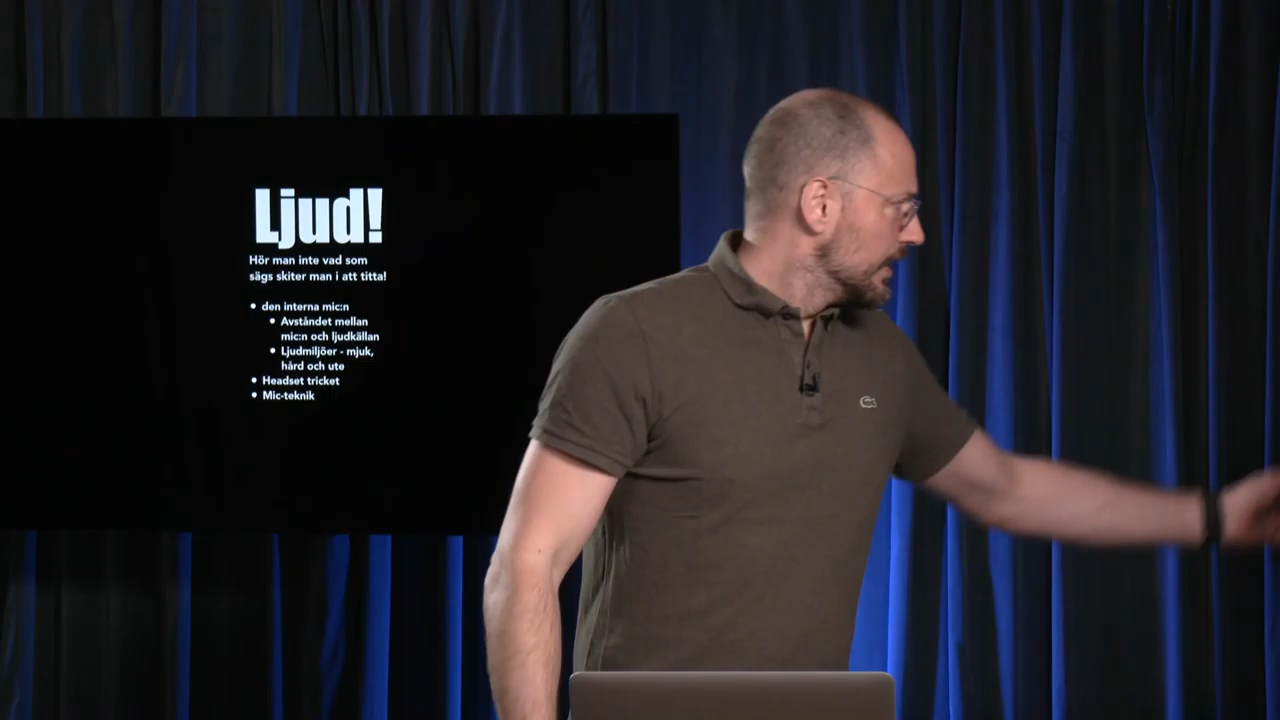 Ljud!
Hör man inte vad som
sägs skiter man i att titta!
• den interna mic:n
• Avståndet mellan
mic:n och ljudkällan
• Ljudmiljöer - mjuk,
hård och ute
• Headset tricket
• Mic-teknik